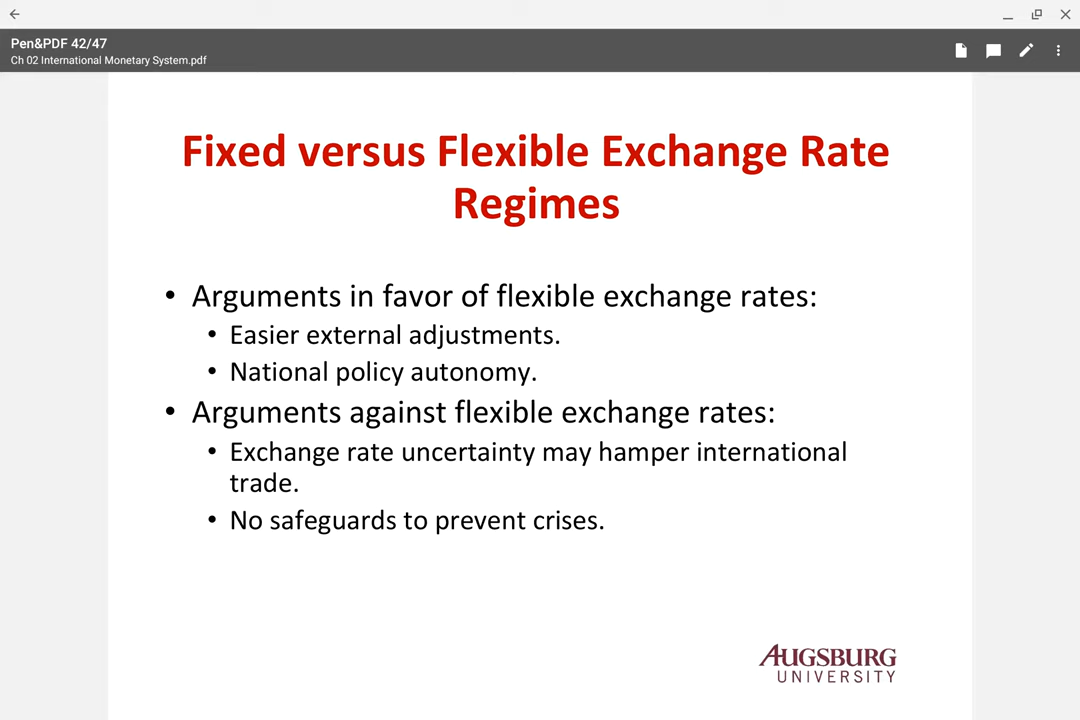 Pen&PDF 42/47
Ch 02 International Monetary System.pdf
Fixed versus Flexible Exchange Rate
Regimes
• Arguments in favor of flexible exchange rates:
• Easier external adjustments.
• National policy autonomy.
• Arguments against flexible exchange rates:
• Exchange rate uncertainty may hamper international
trade.
• No safeguards to prevent crises.
AUGSBURG
UNIVERSITY